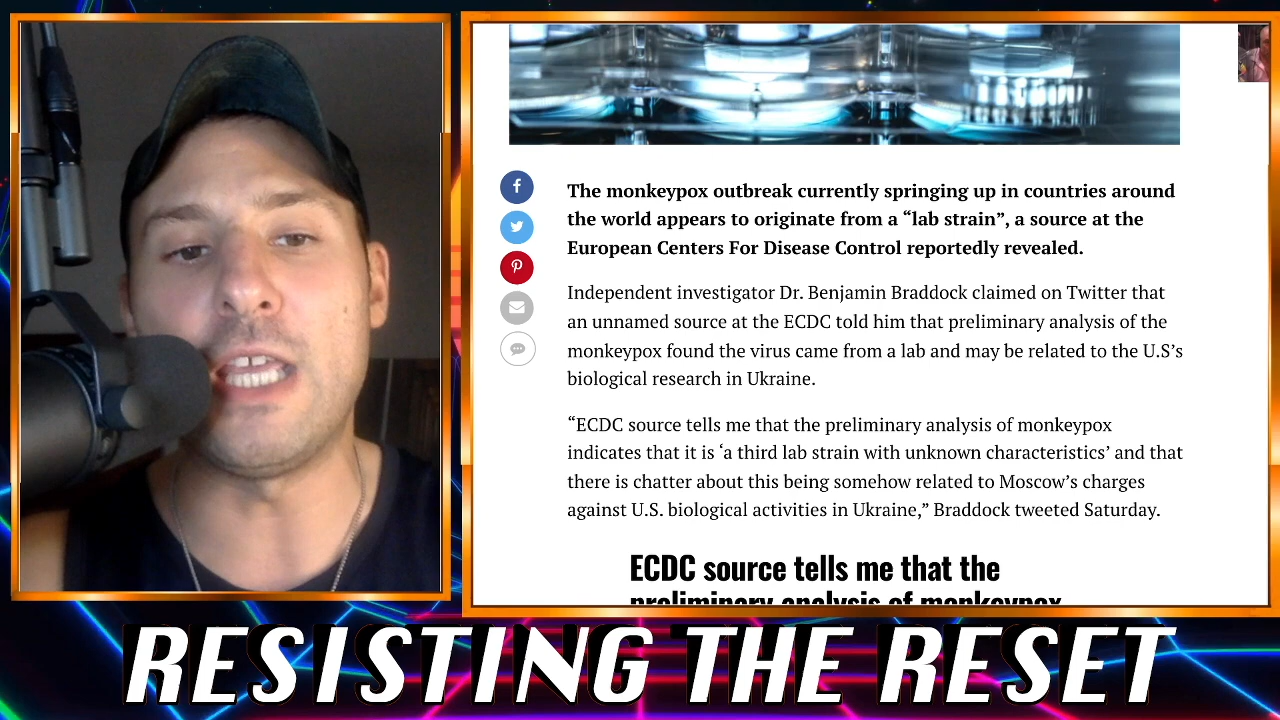 The monkeypox outbreak currently springing up in countries around
the world appears to originate from a “lab strain”, a source at the
European Centers For Disease Control reportedly revealed.
Independent investigator Dr. Benjamin Braddock claimed on Twitter that
an unnamed source at the ECDC told him that preliminary analysis of the
monkeypox found the virus came from a lab and may be related to the U.S’s
biological research in Ukraine.
“ECDC source tells me that the preliminary analysis of monkeypox
indicates that it is ‘a third lab strain with unknown characteristics’ and that
there is chatter about this being somehow related to Moscow’s charges
against U.S. biological activities in Ukraine,” Braddock tweeted Saturday.
ECDC source tells me that the
preliminary analysis of monkeypox
RESISTING THE RESET